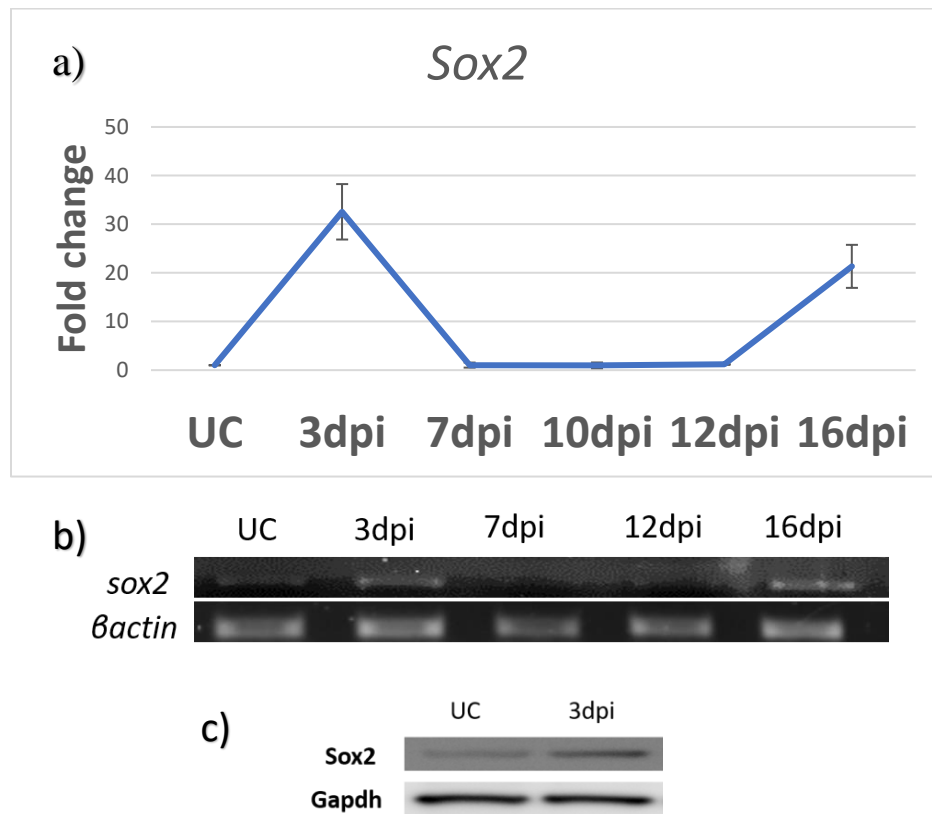 a)
Sox2
Fold change
50
40
30
20
10
0
UC 3dpi 7dpi 10dpi 12dpi 16dpi
b)
UC 3dpi 7dpi 12dpi 16dpi
sox2
βactin
c)
UC 3dpi
Sox2
Gapdh